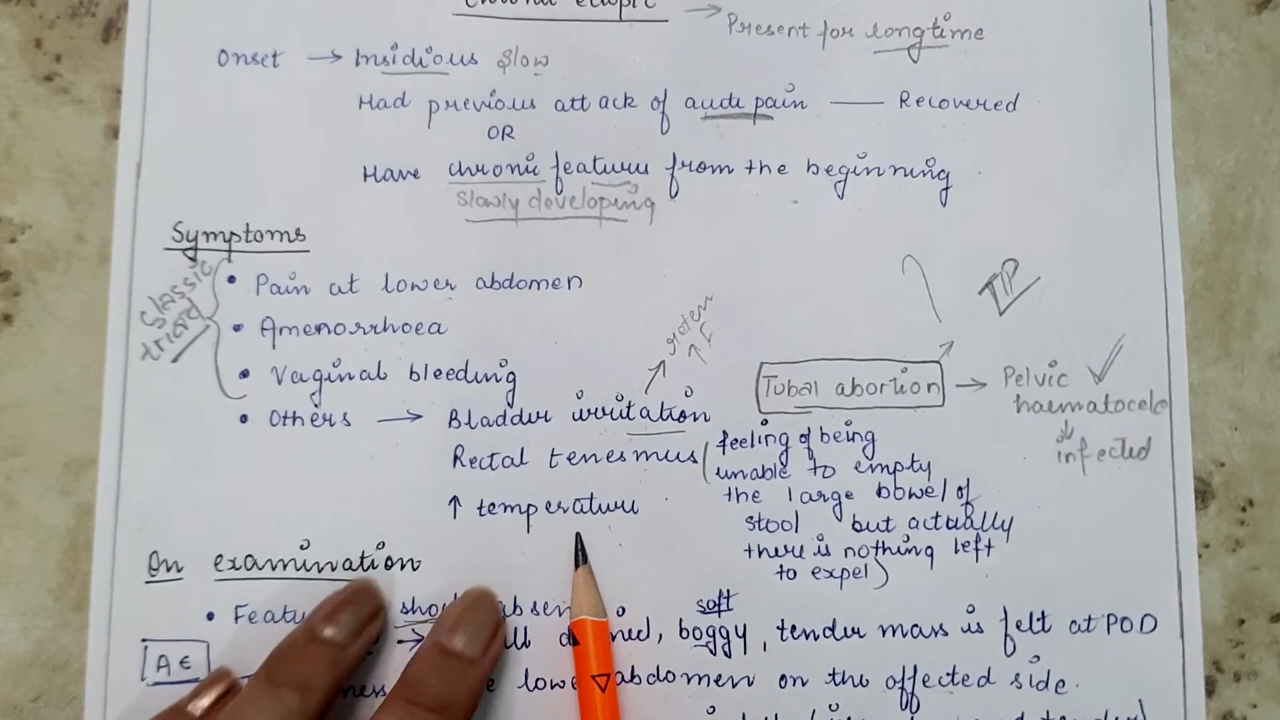 chronic ectopic → Present for longtime
Onset → Insidious slow
Had previous attack of acute pain — Recovered
OR
Have chronic features from the beginning
slowly developing
Symptoms
classic triad
• Pain at lower abdomen
• Amenorrhoea
• Vaginal bleeding
• Others → Bladder irritation
Rectal tenesmus (feeling of being
unable to empty
the large bowel of
stool but actually
there is nothing left
to expel)
↑ temperature
Tubal abortion → Pelvic
haematocele
↓
infected
On examination
• absent
soft
boggy, tender mass is felt at POD
abdomen on the affected side.